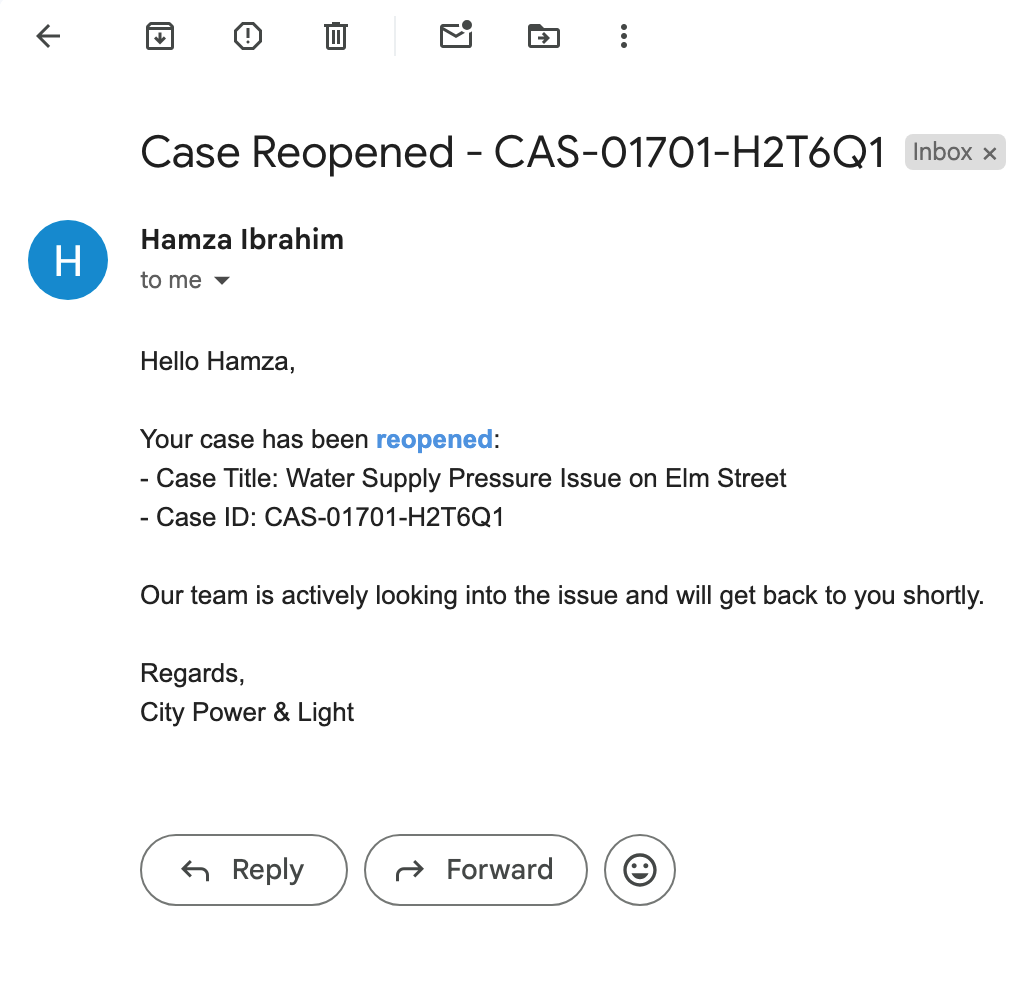 Case Reopened - CAS-01701-H2T6Q1 Inbox ×
H
Hamza Ibrahim
to me
Hello Hamza,
Your case has been reopened:
- Case Title: Water Supply Pressure Issue on Elm Street
- Case ID: CAS-01701-H2T6Q1
Our team is actively looking into the issue and will get back to you shortly.
Regards,
City Power & Light
Reply Forward